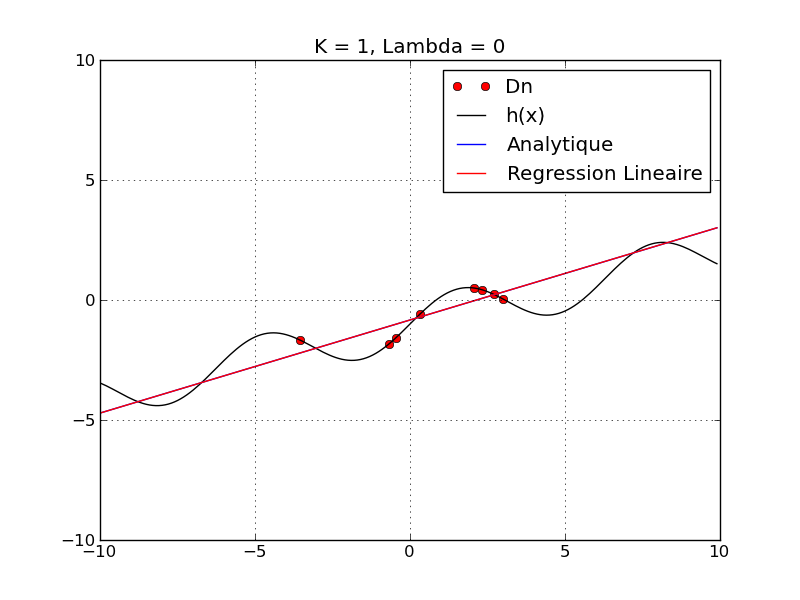 K = 1, Lambda = 0
10
Dn
h(x)
Analytique
Regression Lineaire
5
0
−5
−10
−10
−5
0
5
10